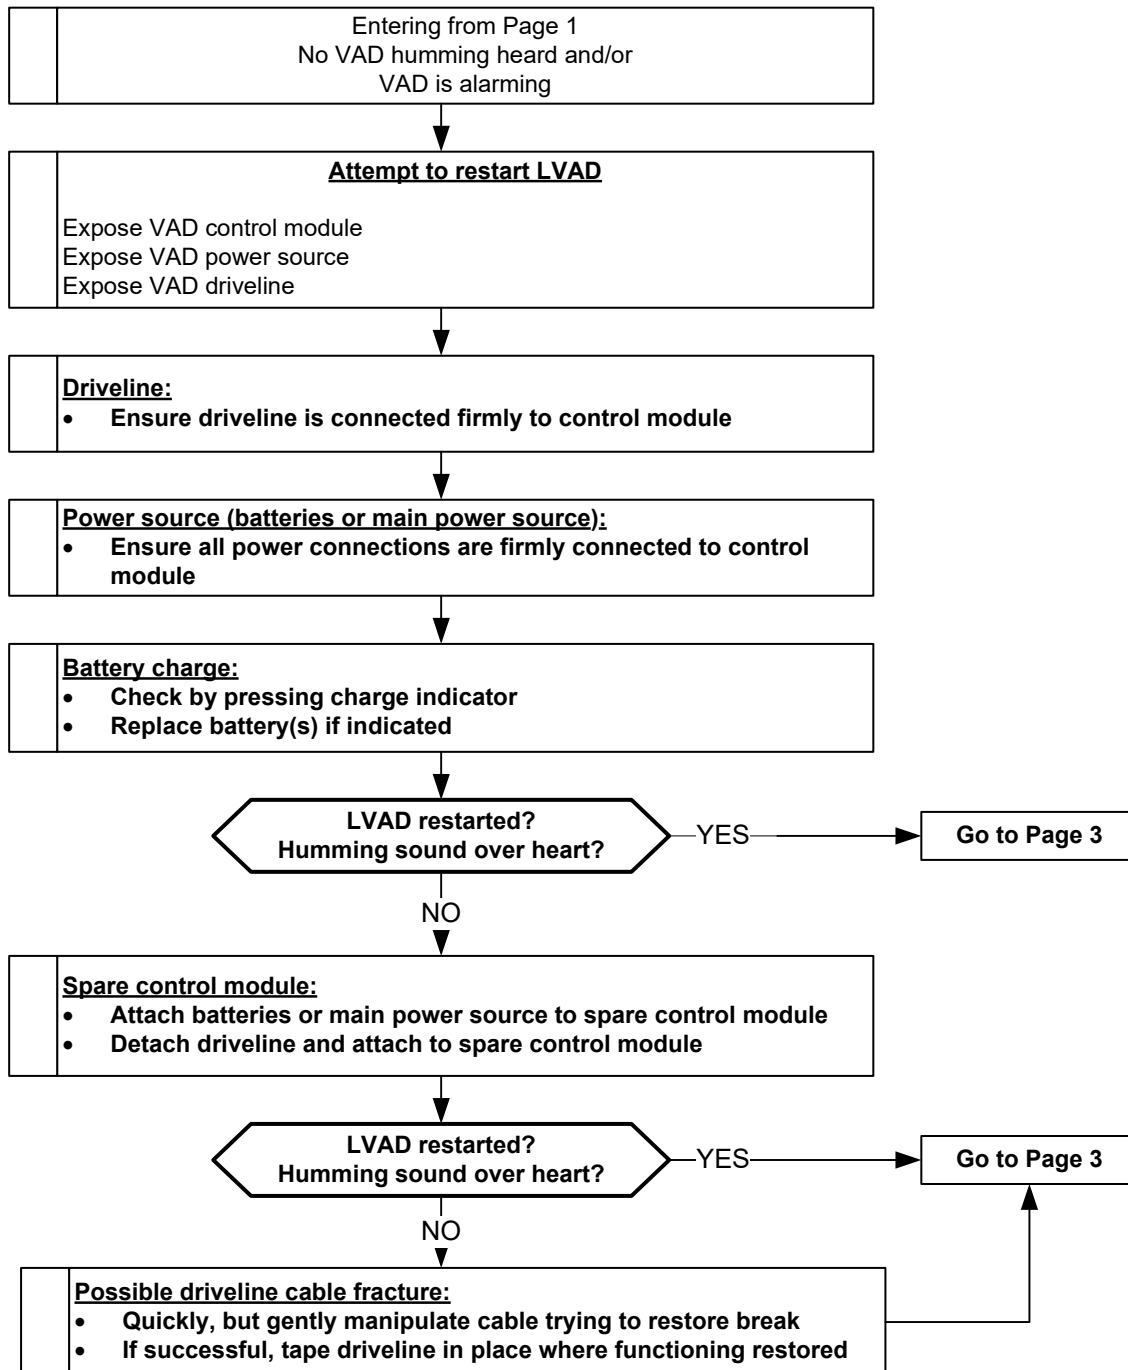 Entering from Page 1
No VAD humming heard and/or
VAD is alarming
Attempt to restart LVAD
Expose VAD control module
Expose VAD power source
Expose VAD driveline
Driveline:
• Ensure driveline is connected firmly to control module
Power source (batteries or main power source):
• Ensure all power connections are firmly connected to control
module
Battery charge:
• Check by pressing charge indicator
• Replace battery(s) if indicated
LVAD restarted?
Humming sound over heart?
YES
Go to Page 3
NO
Spare control module:
• Attach batteries or main power source to spare control module
• Detach driveline and attach to spare control module
LVAD restarted?
Humming sound over heart?
YES
Go to Page 3
NO
Possible driveline cable fracture:
• Quickly, but gently manipulate cable trying to restore break
• If successful, tape driveline in place where functioning restored